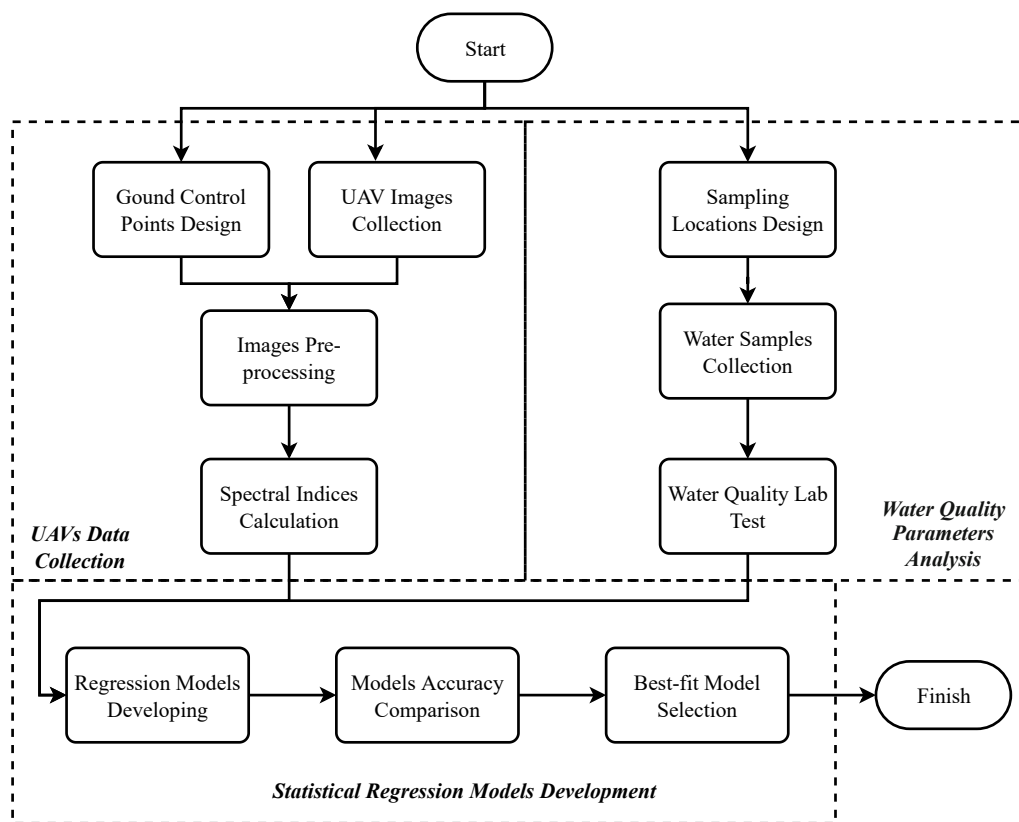 Start
Gound Control
Points Design
UAV Images
Collection
Sampling
Locations Design
Images Pre-
processing
Water Samples
Collection
Spectral Indices
Calculation
Water Quality Lab
Test
UAVs Data
Collection
Water Quality
Parameters
Analysis
Regression Models
Developing
Models Accuracy
Comparison
Best-fit Model
Selection
Finish
Statistical Regression Models Development